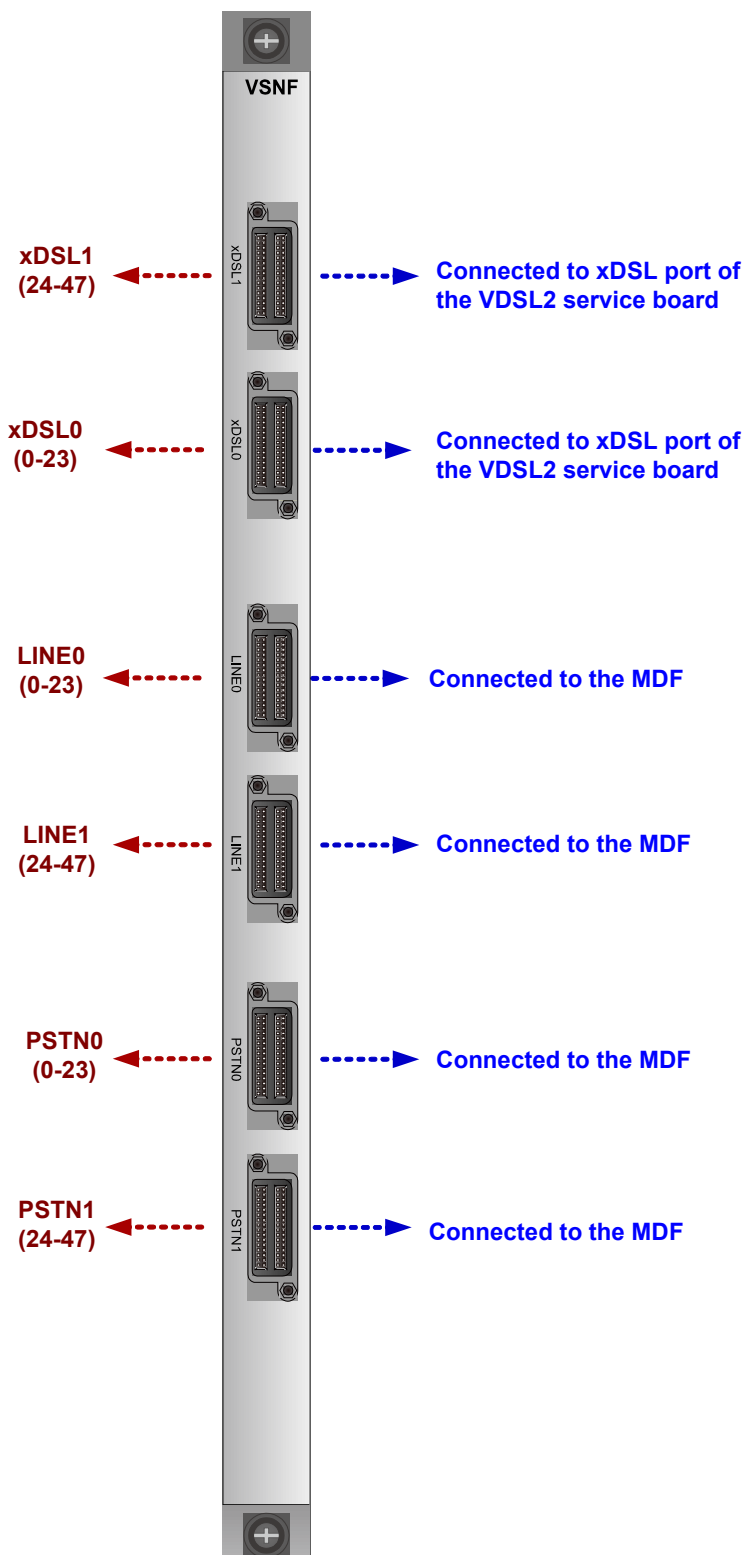 VSNF
xDSL1
(24-47)
xDSL1
Connected to xDSL port of
the VDSL2 service board
xDSL0
(0-23)
xDSL0
Connected to xDSL port of
the VDSL2 service board
LINE0
(0-23)
LINE0
Connected to the MDF
LINE1
(24-47)
LINE1
Connected to the MDF
PSTN0
(0-23)
PSTN0
Connected to the MDF
PSTN1
(24-47)
PSTN1
Connected to the MDF